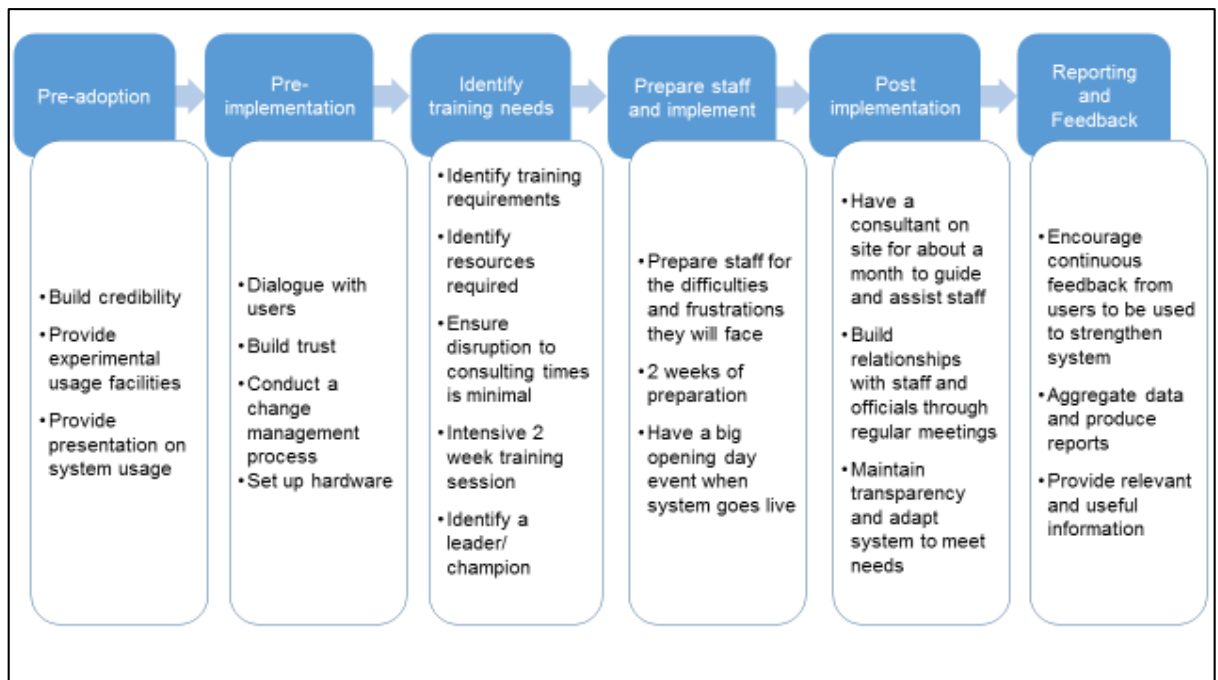 Pre-adoption
• Build credibility
• Provide
experimental
usage facilities
• Provide
presentation on
system usage
Pre-
implementation
• Dialogue with
users
• Build trust
• Conduct a
change
management
process
• Set up hardware
Identify
training needs
• Identify training
requirements
• Identify
resources
required
• Ensure
disruption to
consulting times
is minimal
• Intensive 2
week training
session
• Identify a
leader/
champion
Prepare staff
and implement
• Prepare staff for
the difficulties
and frustrations
they will face
• 2 weeks of
preparation
• Have a big
opening day
event when
system goes live
Post
implementation
• Have a
consultant on
site for about a
month to guide
and assist staff
• Build
relationships
with staff and
officials through
regular meetings
• Maintain
transparency
and adapt
system to meet
needs
Reporting
and
Feedback
• Encourage
continuous
feedback from
users to be used
to strengthen
system
• Aggregate data
and produce
reports
• Provide relevant
and useful
information